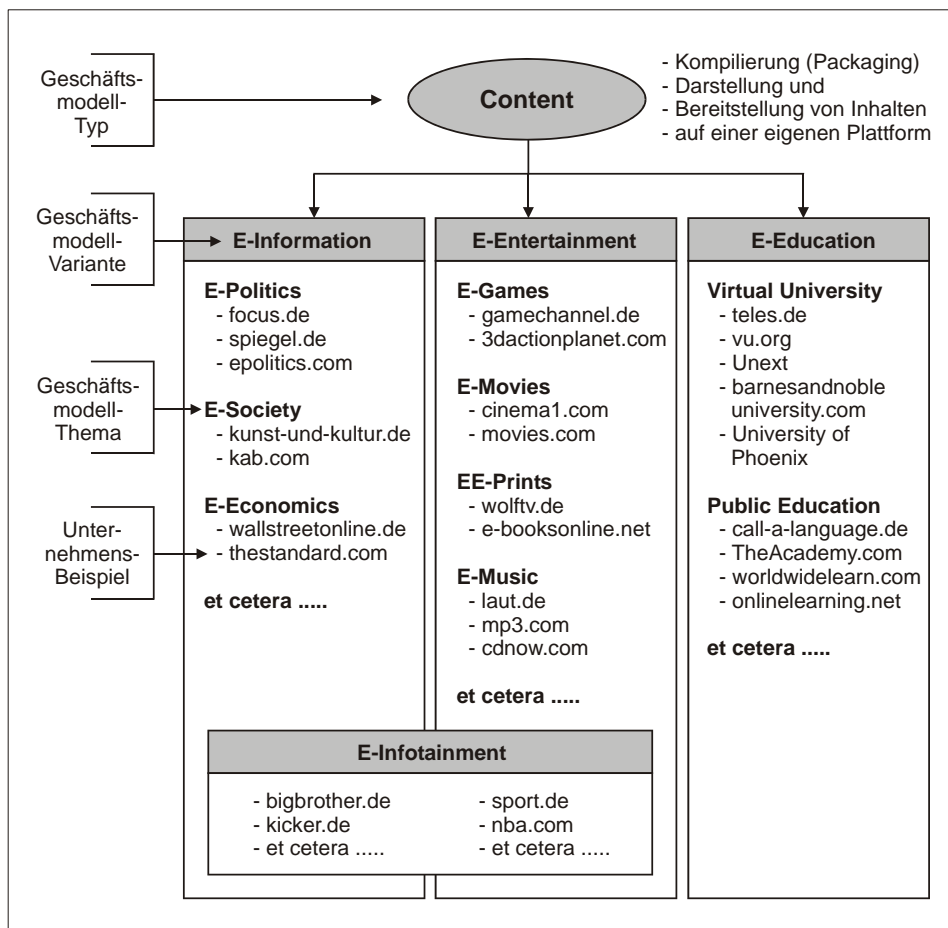 Geschäfts-
modell-
Typ
Content
- Kompilierung (Packaging)
- Darstellung und
- Bereitstellung von Inhalten
- auf einer eigenen Plattform
Geschäfts-
modell-
Variante
E-Information
E-Politics
- focus.de
- spiegel.de
- epolitics.com
Geschäfts-
modell-
Thema
E-Society
- kunst-und-kultur.de
- kab.com
Unter-
nehmens-
Beispiel
E-Economics
- wallstreetonline.de
- thestandard.com
et cetera .....
E-Entertainment
E-Games
- gamechannel.de
- 3dactionplanet.com
E-Movies
- cinema1.com
- movies.com
EE-Prints
- wolftv.de
- e-booksonline.net
E-Music
- laut.de
- mp3.com
- cdnow.com
et cetera .....
E-Education
Virtual University
- teles.de
- vu.org
- Unext
- barnesandnoble
university.com
- University of
Phoenix
Public Education
- call-a-language.de
- TheAcademy.com
- worldwidelearn.com
- onlinelearning.net
et cetera .....
E-Infotainment
- bigbrother.de
- kicker.de
- et cetera .....
- sport.de
- nba.com
- et cetera .....